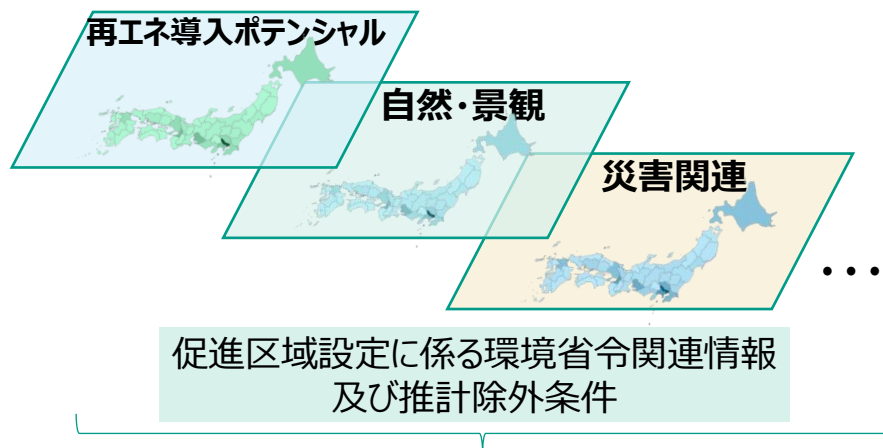 再エネ導入ポテンシャル
自然・景観
災害関連
・・・
促進区域設定に係る環境省令関連情報
及び推計除外条件